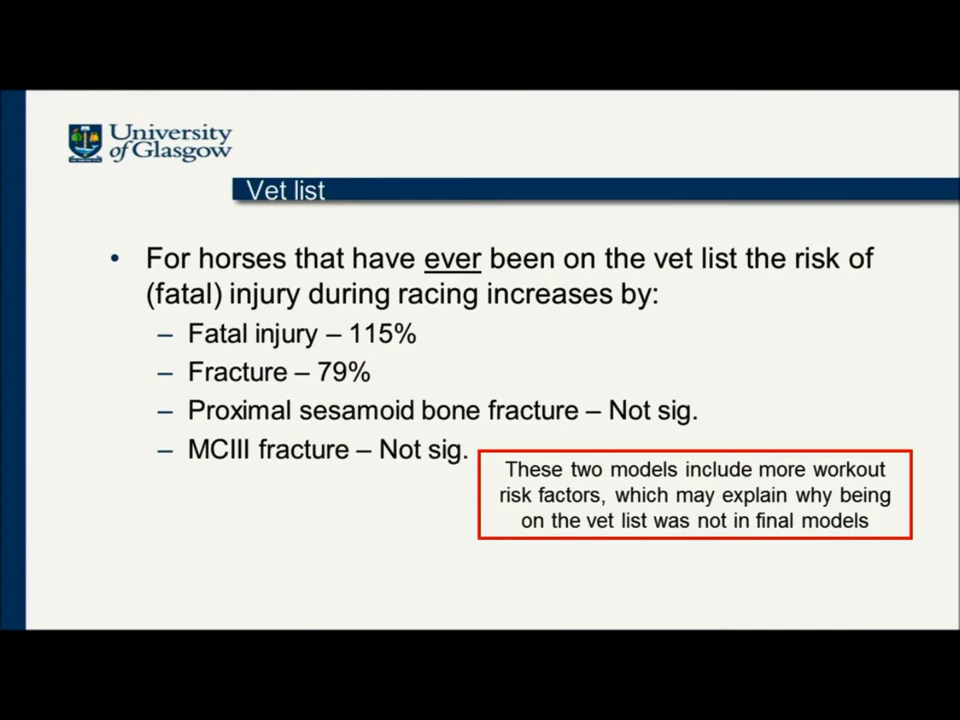 University
of Glasgow
Vet list
• For horses that have ever been on the vet list the risk of
(fatal) injury during racing increases by:
– Fatal injury – 115%
– Fracture – 79%
– Proximal sesamoid bone fracture – Not sig.
– MCIII fracture – Not sig.
These two models include more workout
risk factors, which may explain why being
on the vet list was not in final models